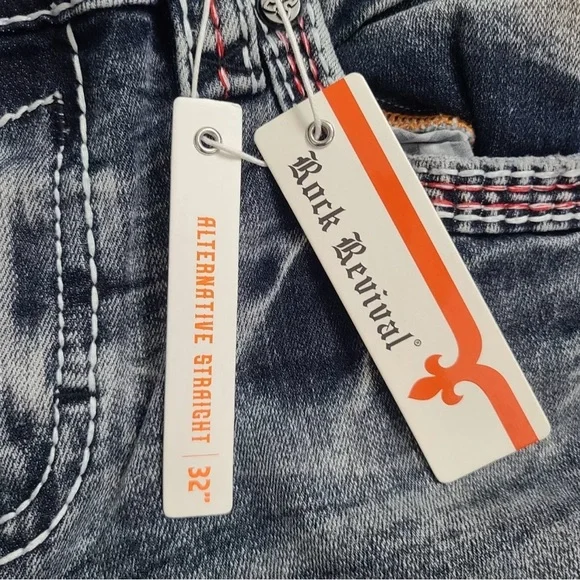 ALTERNATIVE STRAIGHT | 32"
Rock Revival®